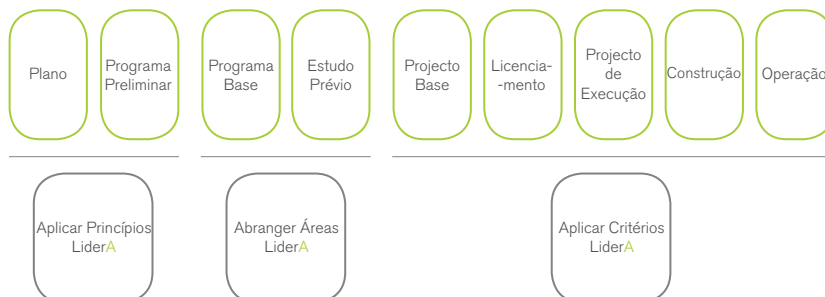 Plano
Programa
Preliminar
Programa
Base
Estudo
Prévio
Projecto
Base
Licencia-
-mento
Projecto
de
Execução
Construção
Operação
Aplicar Princípios
LiderA
Abranger Áreas
LiderA
Aplicar Critérios
LiderA